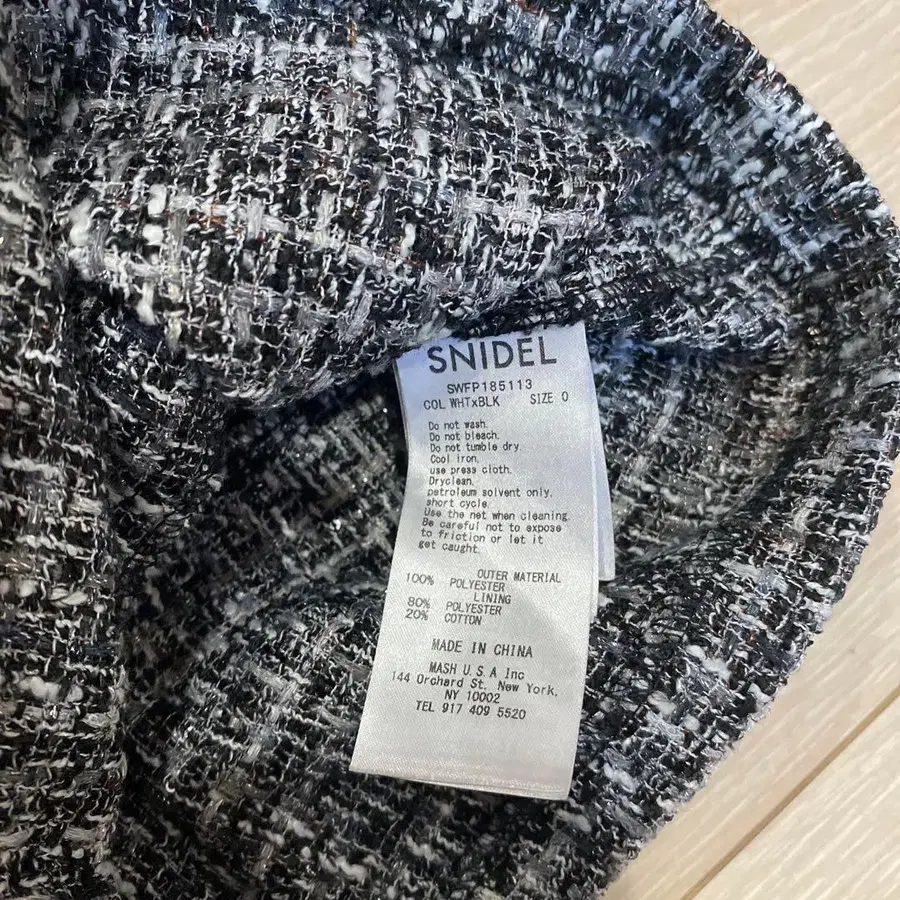 SNIDEL
SWFP185113
COL WHTxBLK SIZE 0
Do not wash.
Do not bleach.
Do not tumble dry.
Cool iron.
use press cloth.
Dryclean.
petroleum solvent only.
short cycle.
Use the net when cleaning.
Be careful not to expose
to friction or let it
get caught.
OUTER MATERIAL
100% POLYESTER
LINING
80% POLYESTER
20% COTTON
MADE IN CHINA
MASH U.S.A Inc
144 Orchard St. New York,
NY 10002
TEL 917 409 5520